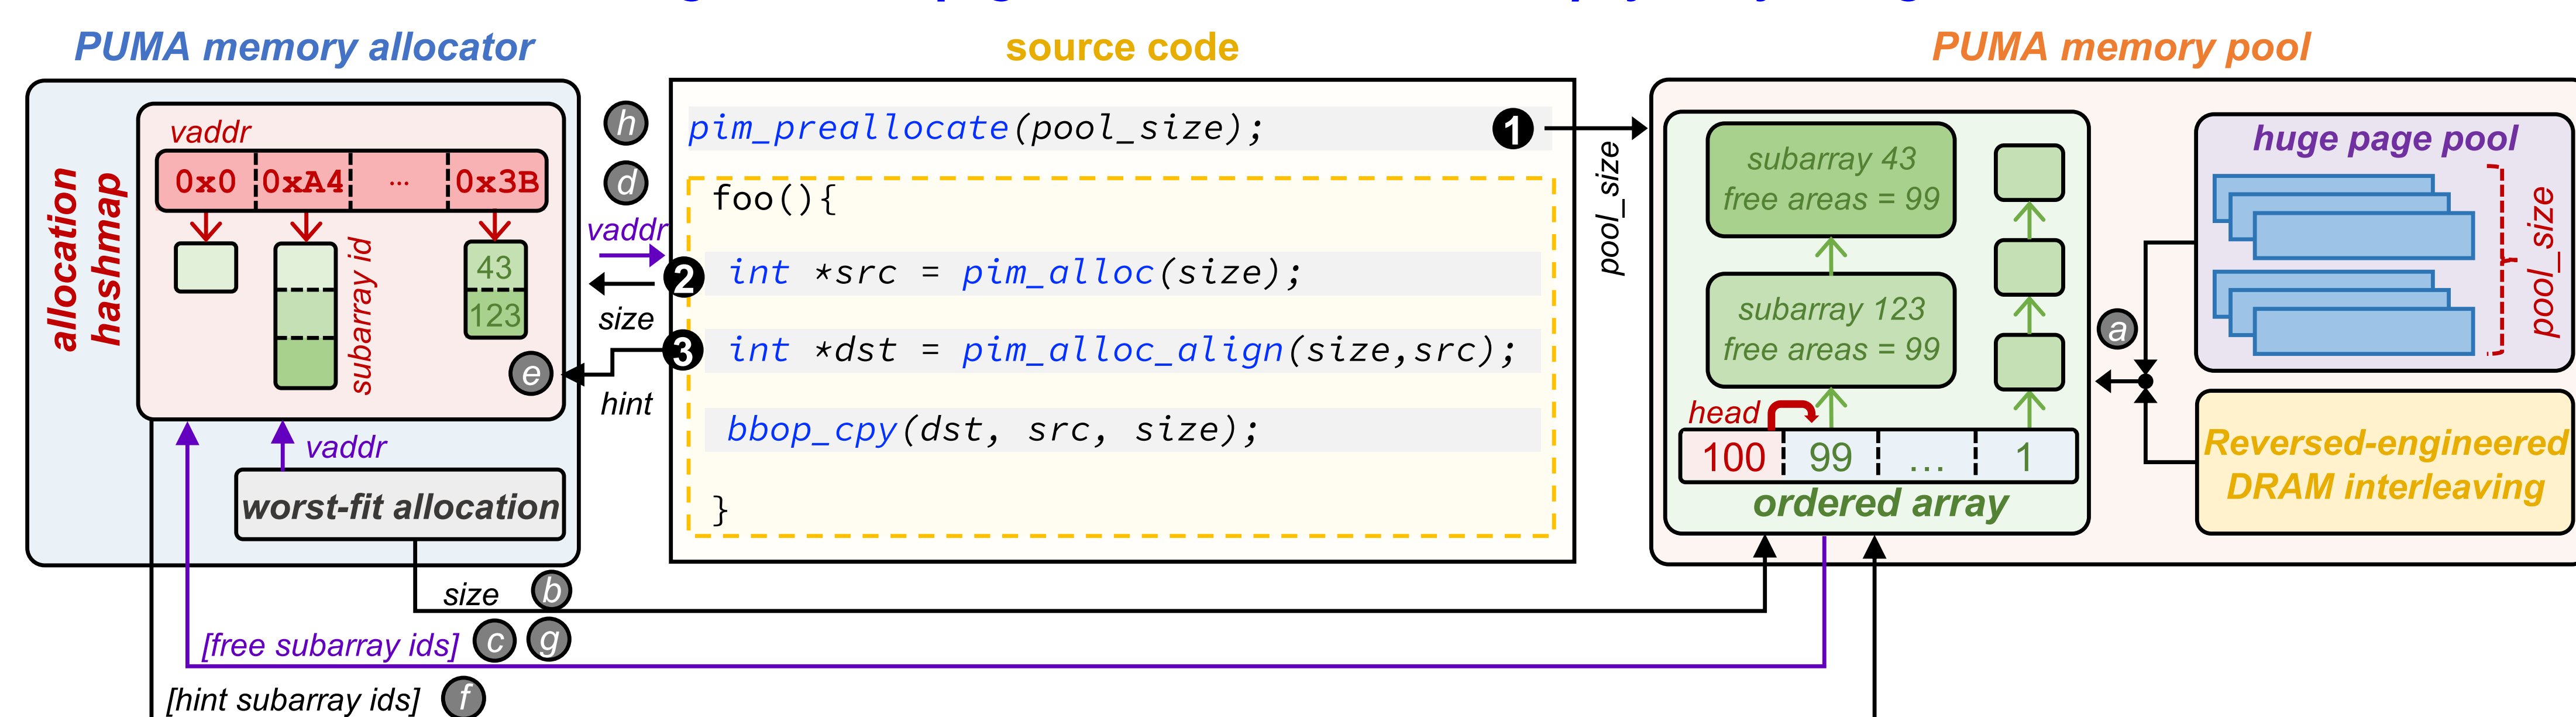 PUMA memory allocator
allocation
hashmap
vaddr
0x0
0xA4
...
0x3B
43
123
subarray id
e
vaddr
worst-fit allocation
h
d
vaddr
size
hint
source code
pim_preallocate(pool_size);
1
foo(){
2
int *src = pim_alloc(size);
3
int *dst = pim_alloc_align(size,src);
bbop_cpy(dst, src, size);
}
pool_size
PUMA memory pool
subarray 43
free areas = 99
subarray 123
free areas = 99
head
100
99
...
1
ordered array
a
huge page pool
pool_size
Reversed-engineered
DRAM interleaving
size
b
[free subarray ids]
c
g
[hint subarray ids]
f